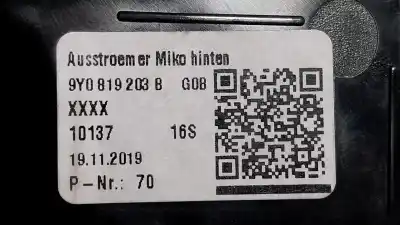 Ausstroemer Miko hinten
9Y0 819 203 B G0B
XXXX
10137 16S
19.11.2019
P-Nr.: 70